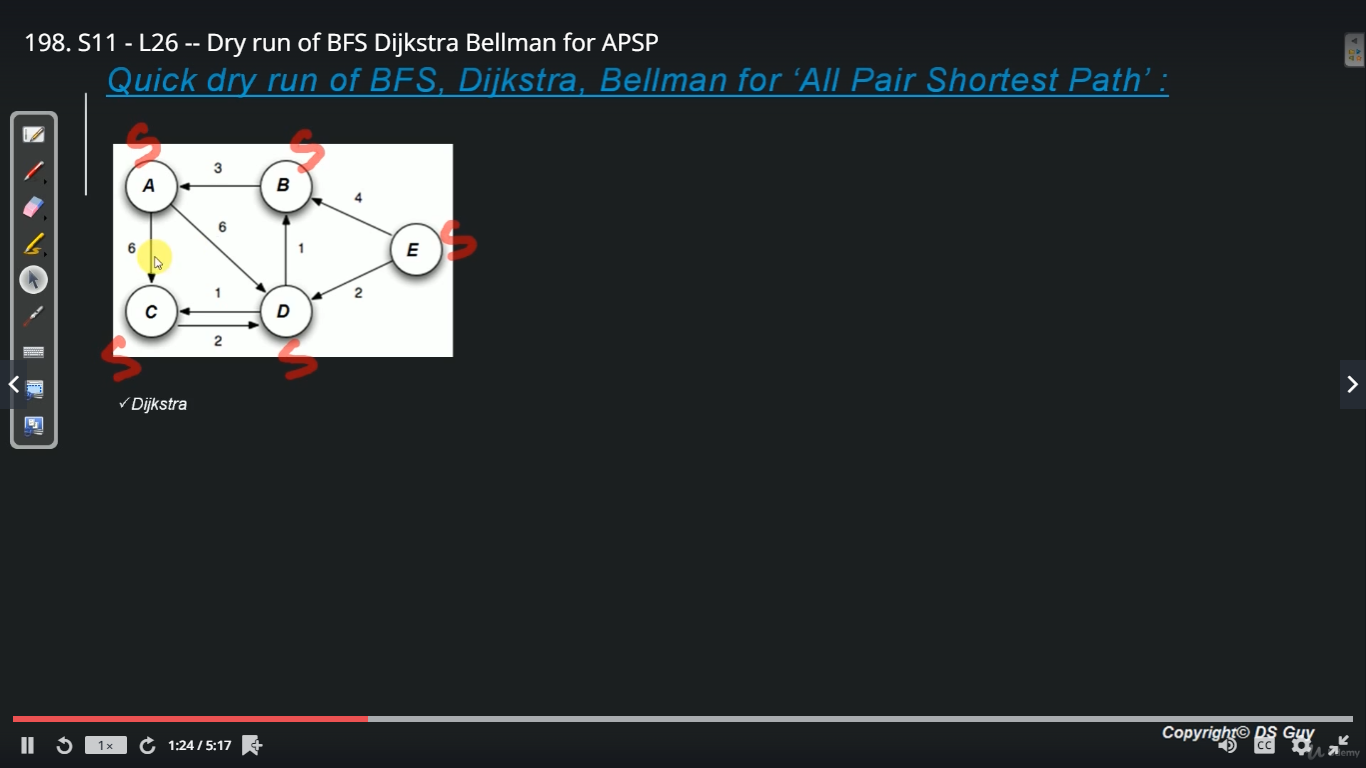 198. S11 - L26 -- Dry run of BFS Dijkstra Bellman for APSP
Quick dry run of BFS, Dijkstra, Bellman for ‘All Pair Shortest Path’ :
S S
A 3 B
4
6
6 1 E S
1 2
C D
2
S S
✓Dijkstra
Copyright© DS Guy
1× 1:24 / 5:17 CC